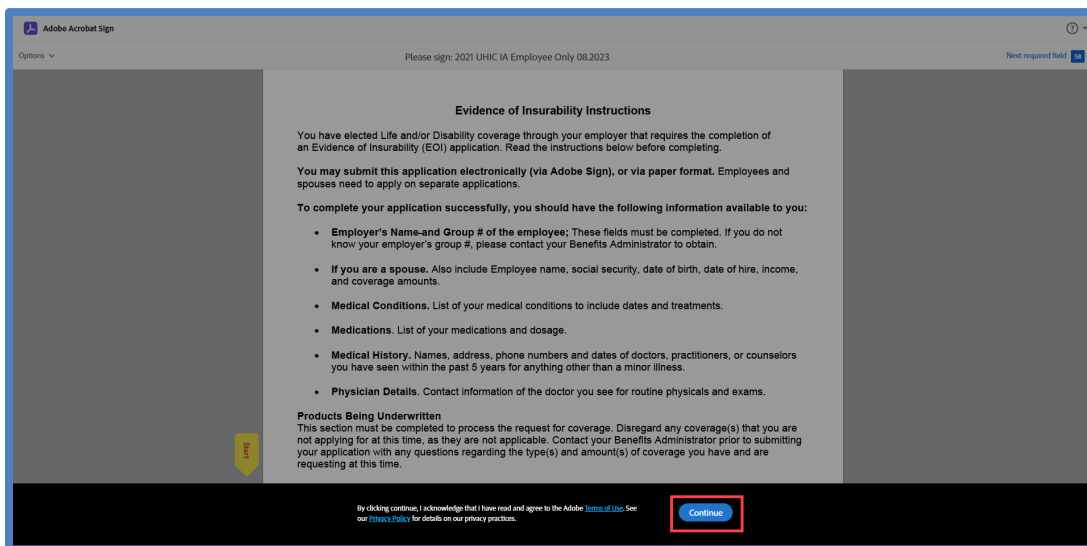 Adobe Acrobat Sign
Options
Please sign: 2021 UHIC IA Employee Only 08.2023
Next required field 58
Evidence of Insurability Instructions
You have elected Life and/or Disability coverage through your employer that requires the completion of
an Evidence of Insurability (EOI) application. Read the instructions below before completing.
You may submit this application electronically (via Adobe Sign), or via paper format. Employees and
spouses need to apply on separate applications.
To complete your application successfully, you should have the following information available to you:
• Employer's Name-and Group # of the employee; These fields must be completed. If you do not
know your employer's group #, please contact your Benefits Administrator to obtain.
• If you are a spouse. Also include Employee name, social security, date of birth, date of hire, income,
and coverage amounts.
• Medical Conditions. List of your medical conditions to include dates and treatments.
• Medications. List of your medications and dosage.
• Medical History. Names, address, phone numbers and dates of doctors, practitioners, or counselors
you have seen within the past 5 years for anything other than a minor illness.
• Physician Details. Contact information of the doctor you see for routine physicals and exams.
Products Being Underwritten
This section must be completed to process the request for coverage. Disregard any coverage(s) that you are
not applying for at this time, as they are not applicable. Contact your Benefits Administrator prior to submitting
your application with any questions regarding the type(s) and amount(s) of coverage you have and are
requesting at this time.
Start
By clicking continue, I acknowledge that I have read and agree to the Adobe Terms of Use. See
our Privacy Policy for details on our privacy practices.
Continue